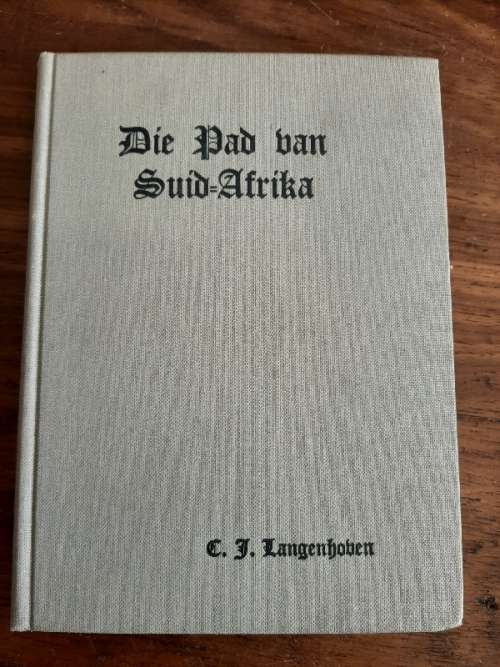 Die Pad van
Suid=Afrika
C. J. Langenhoven